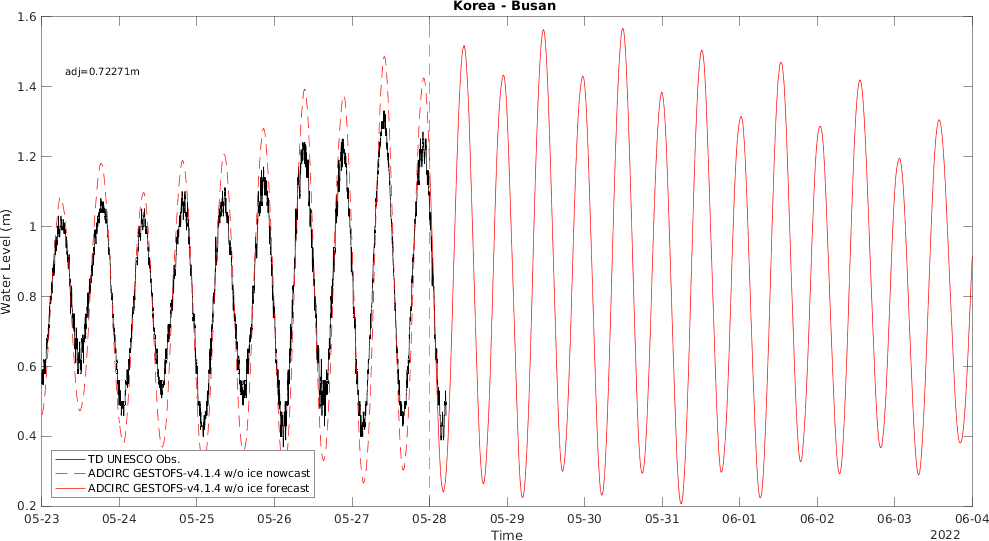 Korea - Busan
1.6
1.4
1.2
1
0.8
0.6
0.4
0.2
Water Level (m)
adj=0.72271m
TD UNESCO Obs.
ADCIRC GESTOFS-v4.1.4 w/o ice nowcast
ADCIRC GESTOFS-v4.1.4 w/o ice forecast
05-23 05-24 05-25 05-26 05-27 05-28 05-29 05-30 05-31 06-01 06-02 06-03 06-04
Time
2022